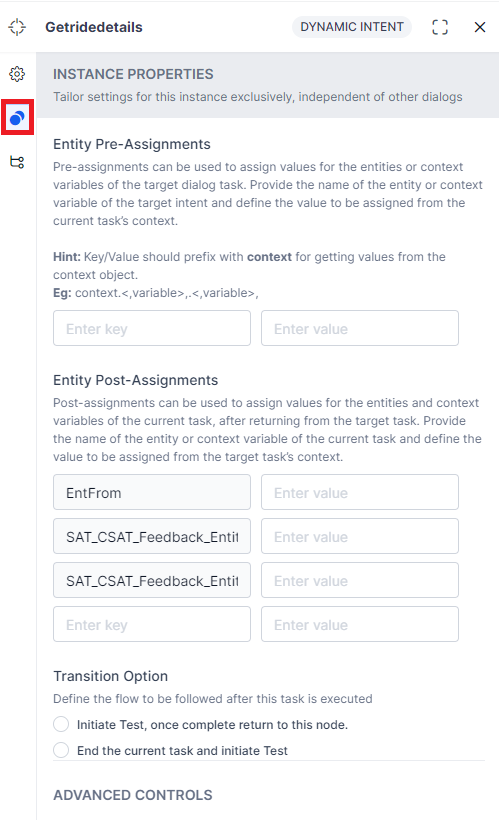 Getridedetails
DYNAMIC INTENT
INSTANCE PROPERTIES
Tailor settings for this instance exclusively, independent of other dialogs
Entity Pre-Assignments
Pre-assignments can be used to assign values for the entities or context
variables of the target dialog task. Provide the name of the entity or context
variable of the target intent and define the value to be assigned from the
current task’s context.
Hint: Key/Value should prefix with context for getting values from the
context object.
Eg: context.<,variable>,.<,variable>,
Enter key
Enter value
Entity Post-Assignments
Post-assignments can be used to assign values for the entities and context
variables of the current task, after returning from the target task. Provide
the name of the entity or context variable of the current task and define the
value to be assigned from the target task’s context.
EntFrom
Enter value
SAT_CSAT_Feedback_Entit
Enter value
SAT_CSAT_Feedback_Entit
Enter value
Enter key
Enter value
Transition Option
Define the flow to be followed after this task is executed
Initiate Test, once complete return to this node.
End the current task and initiate Test
ADVANCED CONTROLS